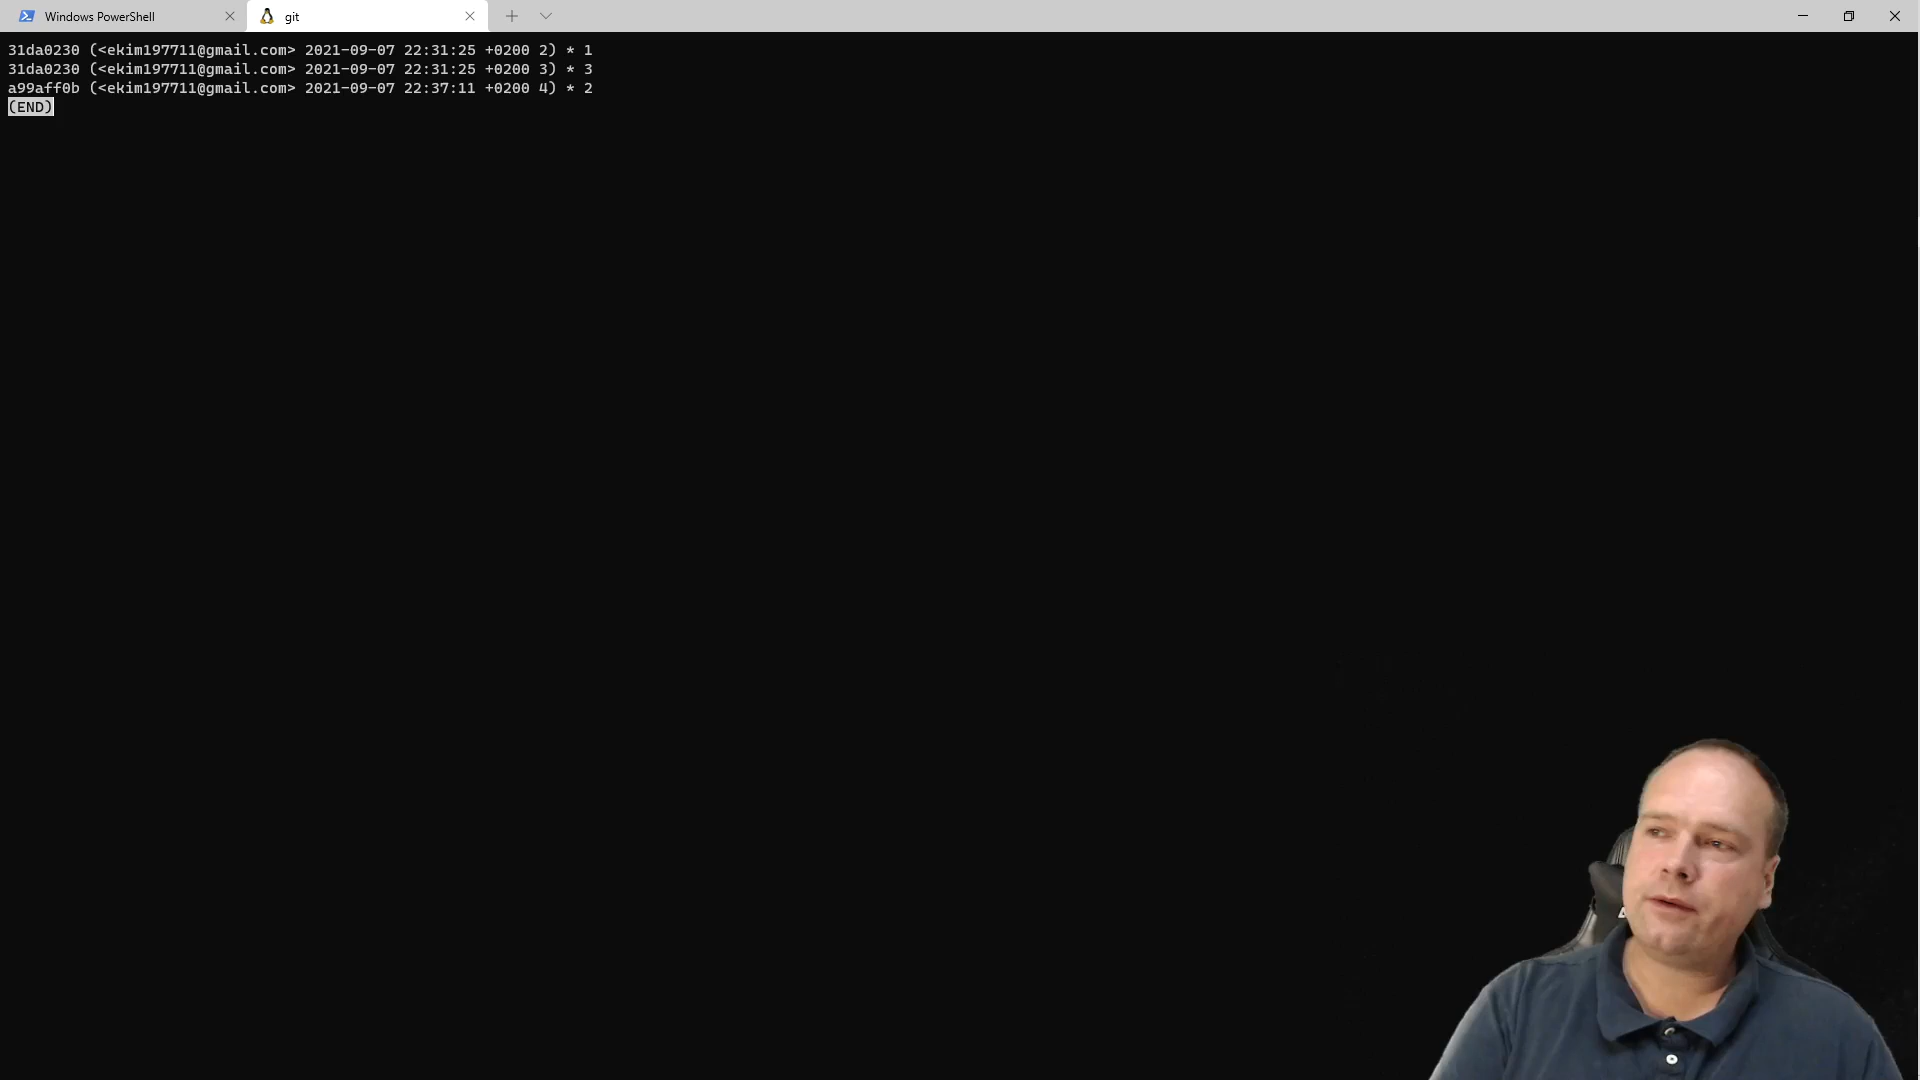 Windows PowerShell
git
31da0230 (<ekim197711@gmail.com> 2021-09-07 22:31:25 +0200 2) * 1
31da0230 (<ekim197711@gmail.com> 2021-09-07 22:31:25 +0200 3) * 3
a99aff0b (<ekim197711@gmail.com> 2021-09-07 22:37:11 +0200 4) * 2
(END)